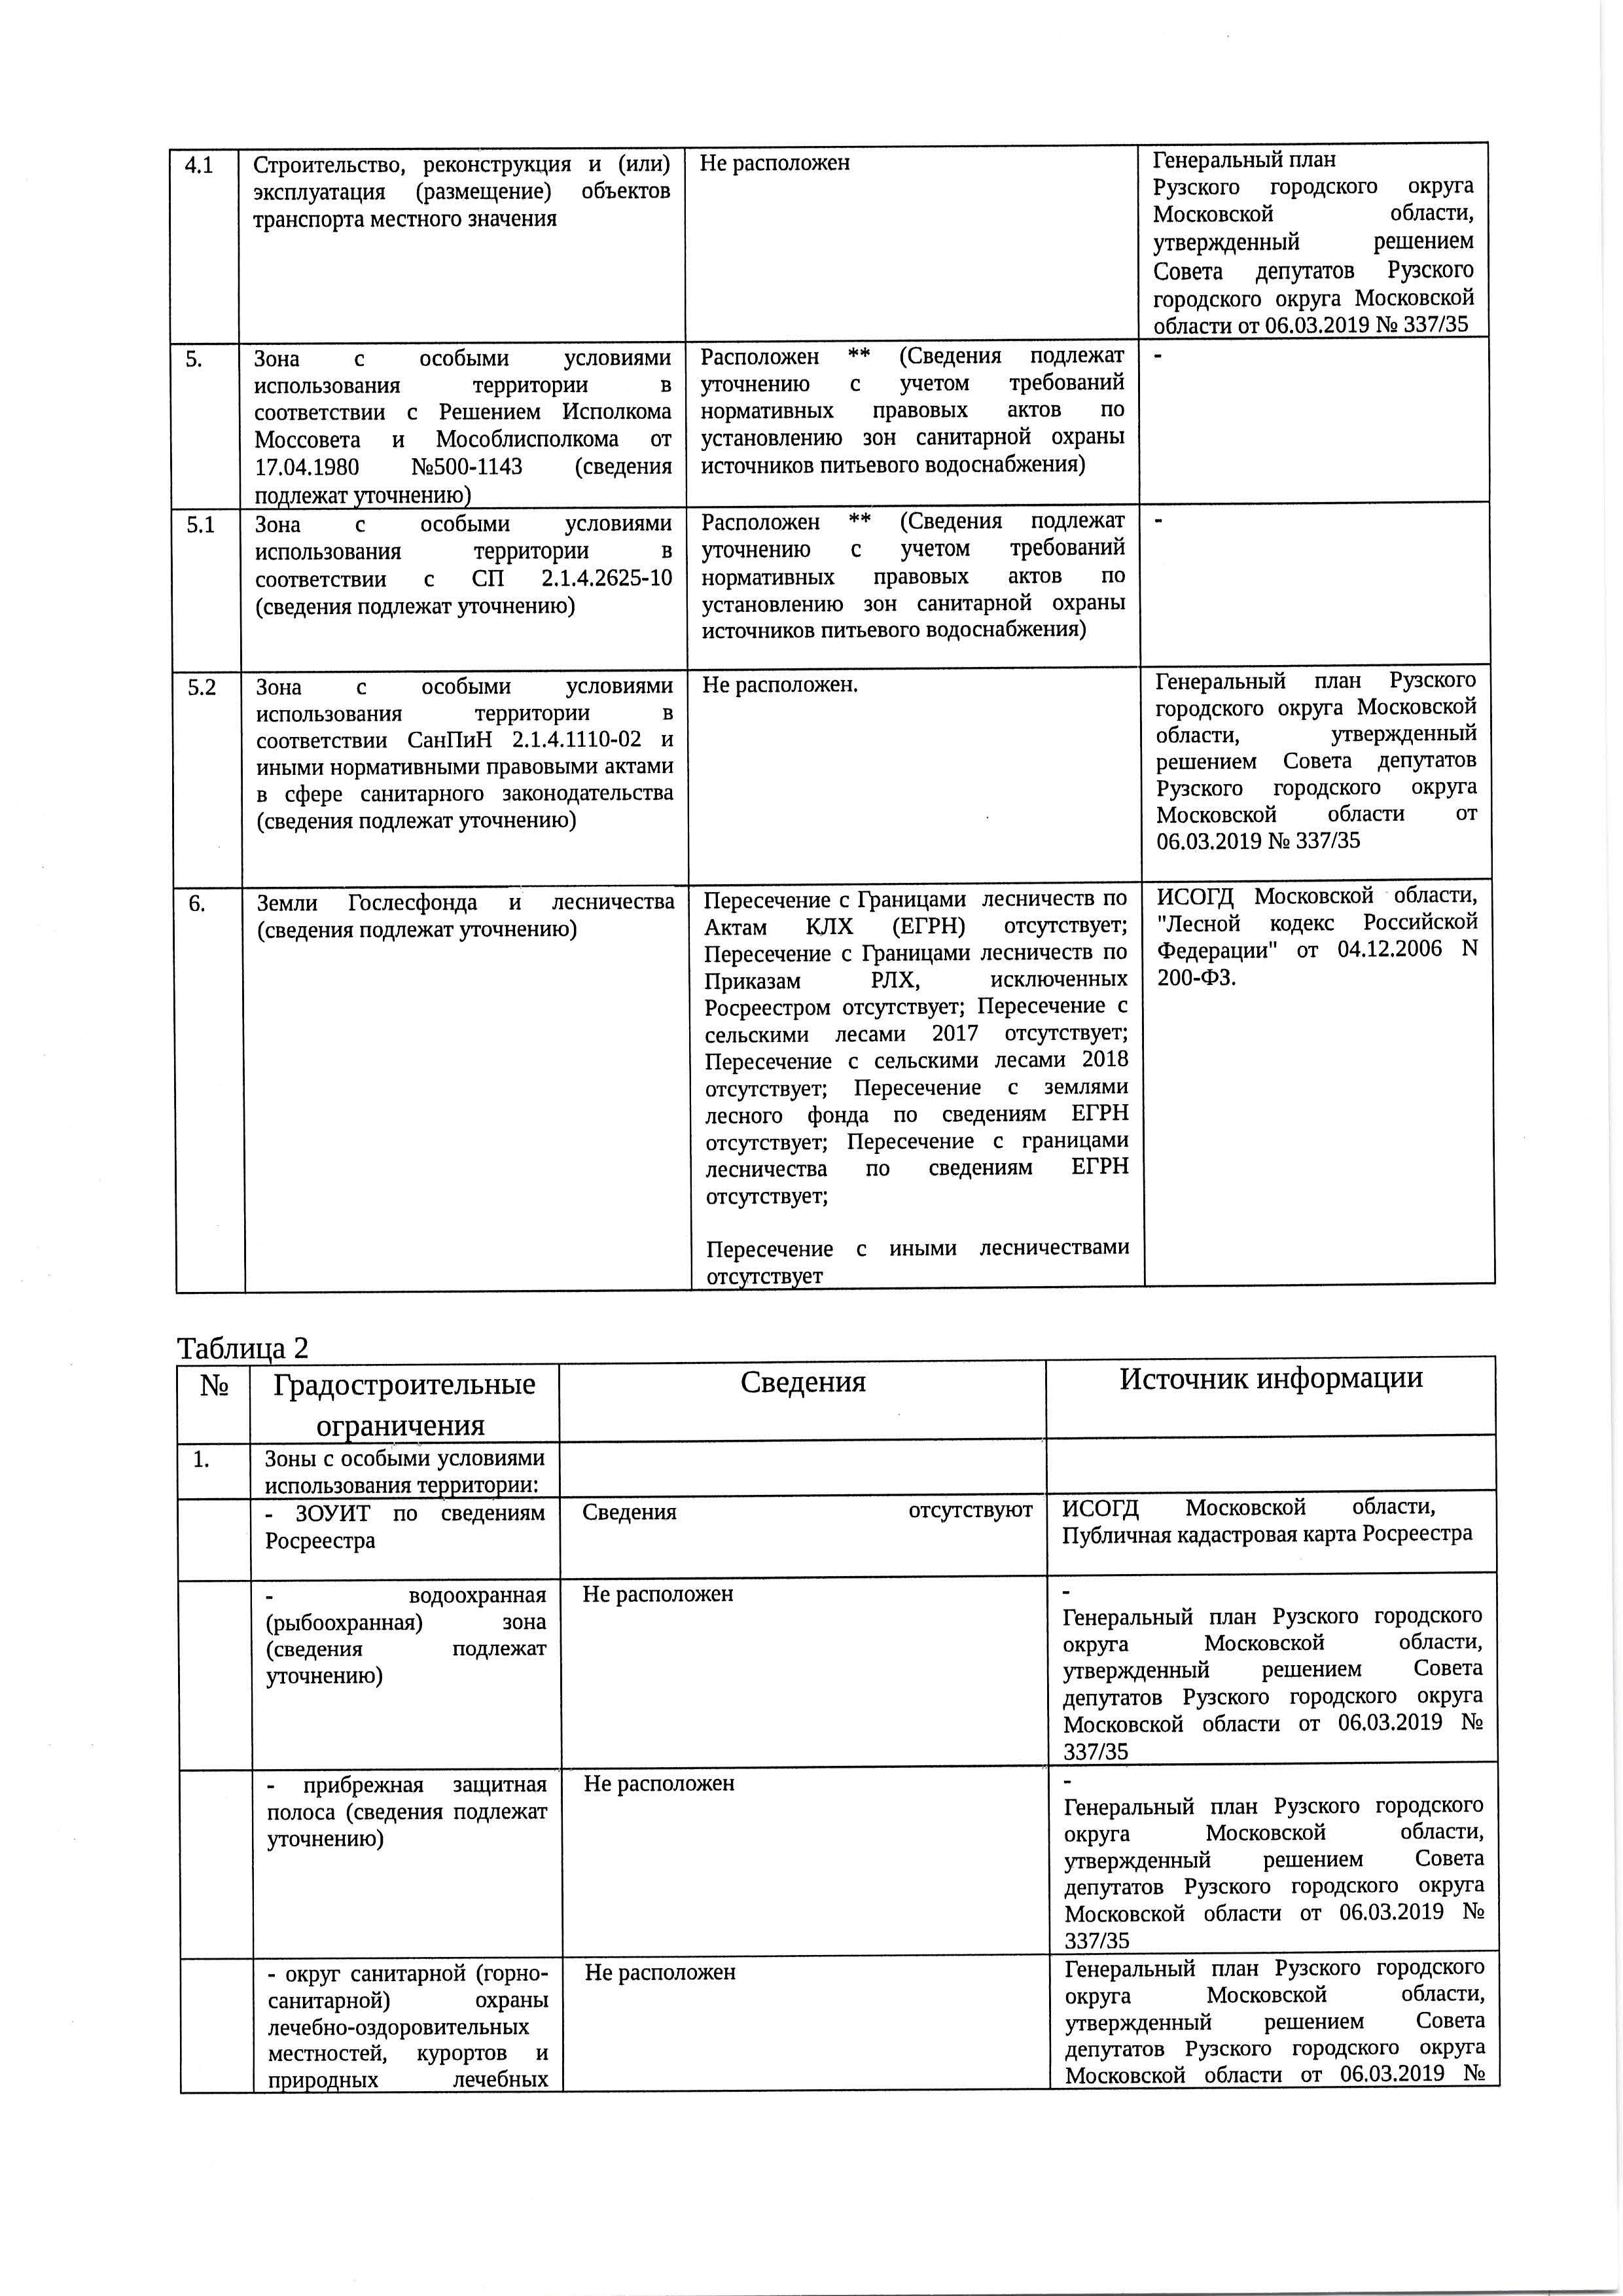 4.1
Строительство, реконструкция и (или)
эксплуатация (размещение) объектов
транспорта местного значения
Не расположен
Генеральный план
Рузского городского округа
Московской области,
утвержденный решением
Совета депутатов Рузского
городского округа Московской
области от 06.03.2019 № 337/35
5.
Зона с особыми условиями
использования территории в
соответствии с Решением Исполкома
Моссовета и Мособлисполкома от
17.04.1980 №500-1143 (сведения
подлежат уточнению)
Расположен ** (Сведения подлежат
уточнению с учетом требований
нормативных правовых актов по
установлению зон санитарной охраны
источников питьевого водоснабжения)
-
5.1
Зона с особыми условиями
использования территории в
соответствии с СП 2.1.4.2625-10
(сведения подлежат уточнению)
Расположен ** (Сведения подлежат
уточнению с учетом требований
нормативных правовых актов по
установлению зон санитарной охраны
источников питьевого водоснабжения)
-
5.2
Зона с особыми условиями
использования территории в
соответствии СанПиН 2.1.4.1110-02 и
иными нормативными правовыми актами
в сфере санитарного законодательства
(сведения подлежат уточнению)
Не расположен.
Генеральный план Рузского
городского округа Московской
области, утвержденный
решением Совета депутатов
Рузского городского округа
Московской области от
06.03.2019 № 337/35
6.
Земли Гослесфонда и лесничества
(сведения подлежат уточнению)
Пересечение с Границами лесничеств по
Актам КЛХ (ЕГРН) отсутствует;
Пересечение с Границами лесничеств по
Приказам РЛХ, исключенных
Росреестром отсутствует; Пересечение с
сельскими лесами 2017 отсутствует;
Пересечение с сельскими лесами 2018
отсутствует; Пересечение с землями
лесного фонда по сведениям ЕГРН
отсутствует; Пересечение с границами
лесничества по сведениям ЕГРН
отсутствует;
Пересечение с иными лесничествами
отсутствует
ИСОГД Московской области,
"Лесной кодекс Российской
Федерации" от 04.12.2006 N
200-ФЗ.
Таблица 2
№
Градостроительные
ограничения
Сведения
Источник информации
1.
Зоны с особыми условиями
использования территории:
- ЗОУИТ по сведениям
Росреестра
Сведения отсутствуют
ИСОГД Московской области,
Публичная кадастровая карта Росреестра
- водоохранная
(рыбоохранная) зона
(сведения подлежат
уточнению)
Не расположен
-
Генеральный план Рузского городского
округа Московской области,
утвержденный решением Совета
депутатов Рузского городского округа
Московской области от 06.03.2019 №
337/35
- прибрежная защитная
полоса (сведения подлежат
уточнению)
Не расположен
-
Генеральный план Рузского городского
округа Московской области,
утвержденный решением Совета
депутатов Рузского городского округа
Московской области от 06.03.2019 №
337/35
- округ санитарной (горно-
санитарной) охраны
лечебно-оздоровительных
местностей, курортов и
природных лечебных
Не расположен
Генеральный план Рузского городского
округа Московской области,
утвержденный решением Совета
депутатов Рузского городского округа
Московской области от 06.03.2019 №